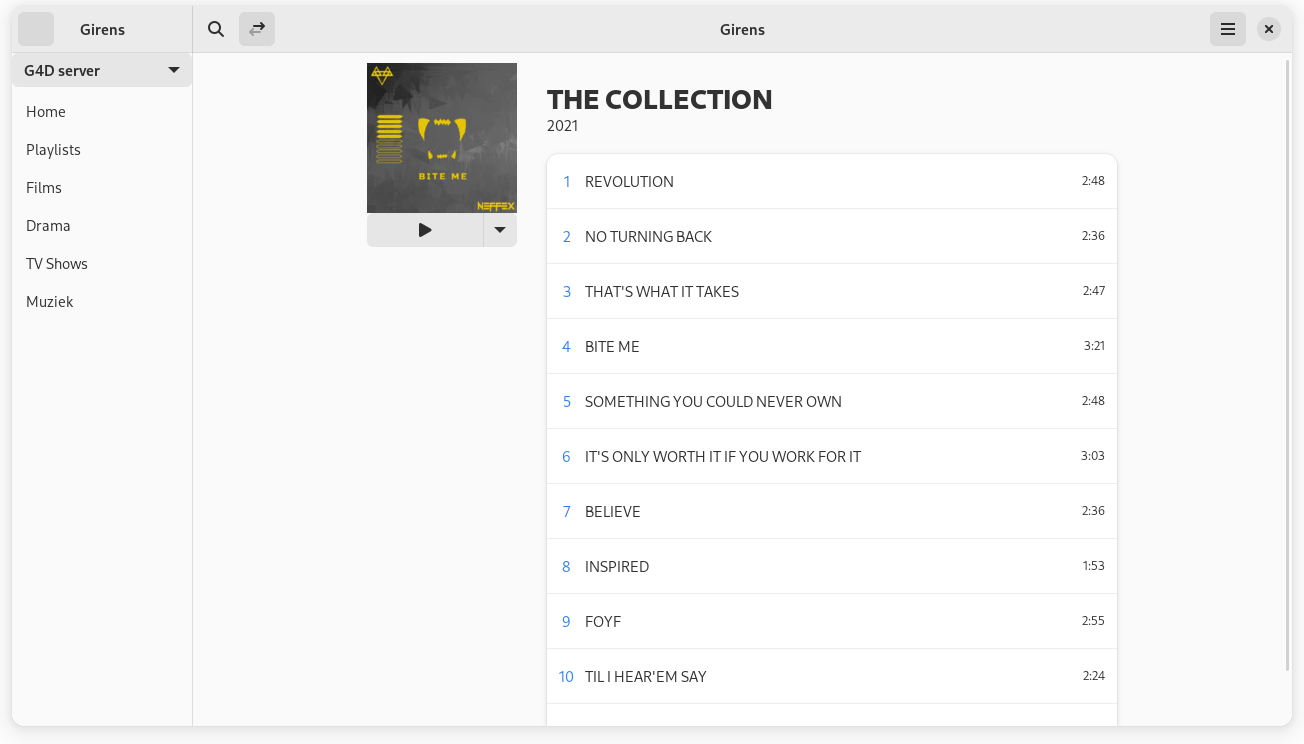 Girens
Girens
G4D server
Home
Playlists
Films
Drama
TV Shows
Muziek
BITE ME
NEFFEX
THE COLLECTION
2021
1 REVOLUTION 2:48
2 NO TURNING BACK 2:36
3 THAT'S WHAT IT TAKES 2:47
4 BITE ME 3:21
5 SOMETHING YOU COULD NEVER OWN 2:48
6 IT'S ONLY WORTH IT IF YOU WORK FOR IT 3:03
7 BELIEVE 2:36
8 INSPIRED 1:53
9 FOYF 2:55
10 TIL I HEAR'EM SAY 2:24